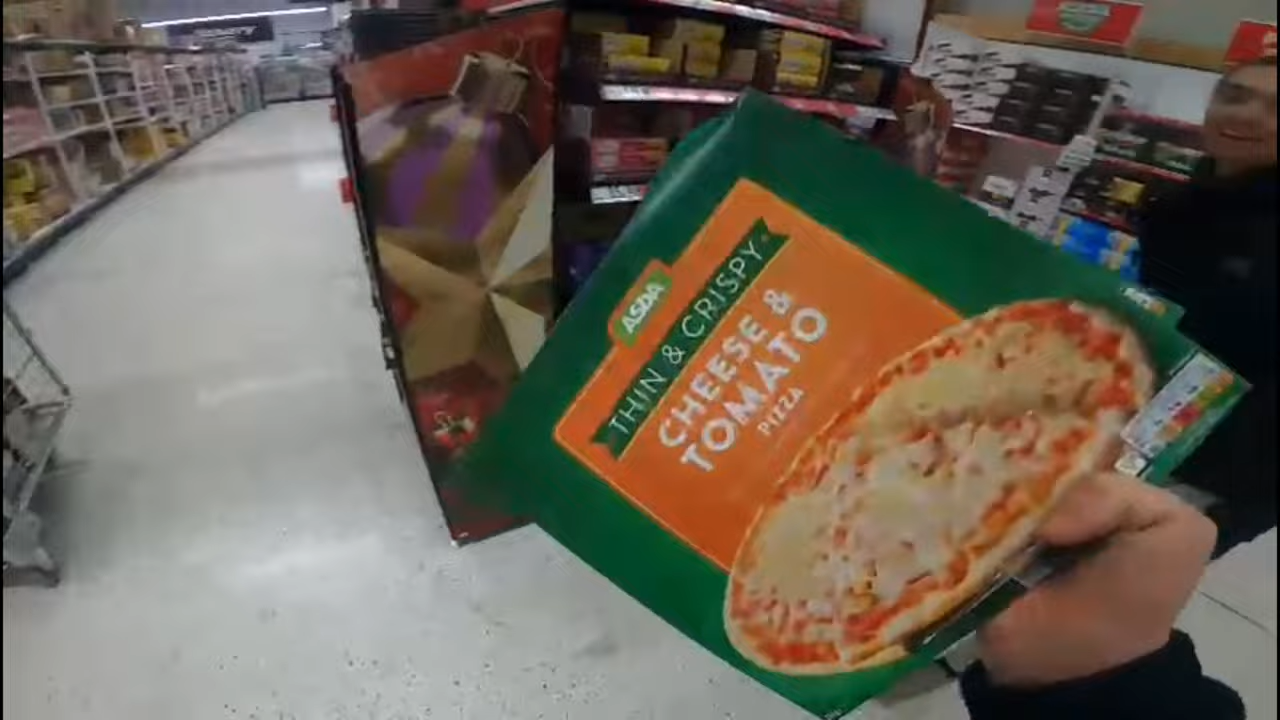 ASDA
THIN & CRISPY
CHEESE &
TOMATO
PIZZA